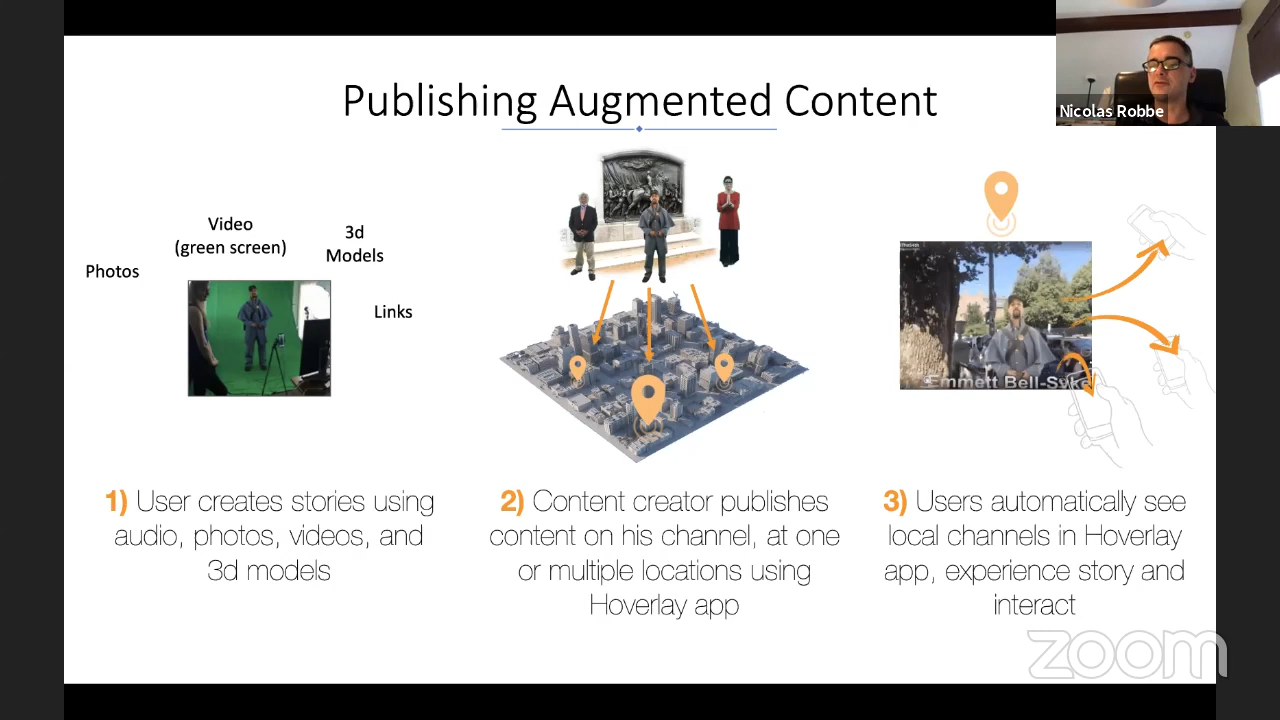 Publishing Augmented Content
Nicolas Robbe
Video
(green screen)
3d
Models
Photos
Links
Emmett Bell-Syke
1) User creates stories using
audio, photos, videos, and
3d models
2) Content creator publishes
content on his channel, at one
or multiple locations using
Hoverlay app
3) Users automatically see
local channels in Hoverlay
app, experience story and
interact
zoom